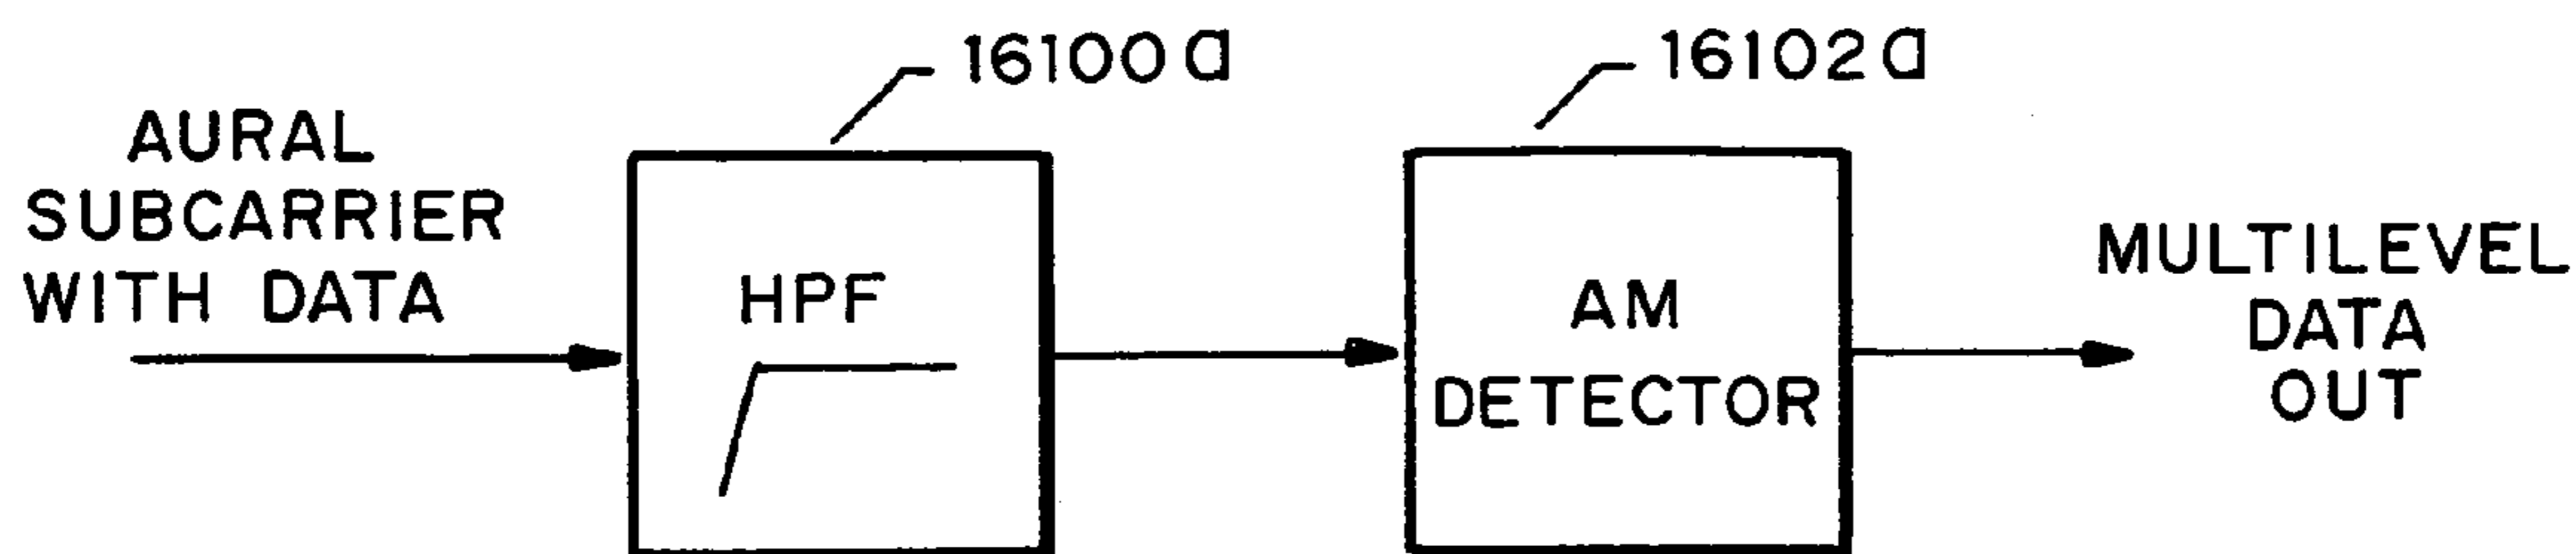 16100a
16102a
AURAL
SUBCARRIER
WITH DATA
HPF
AM
DETECTOR
MULTILEVEL
DATA
OUT